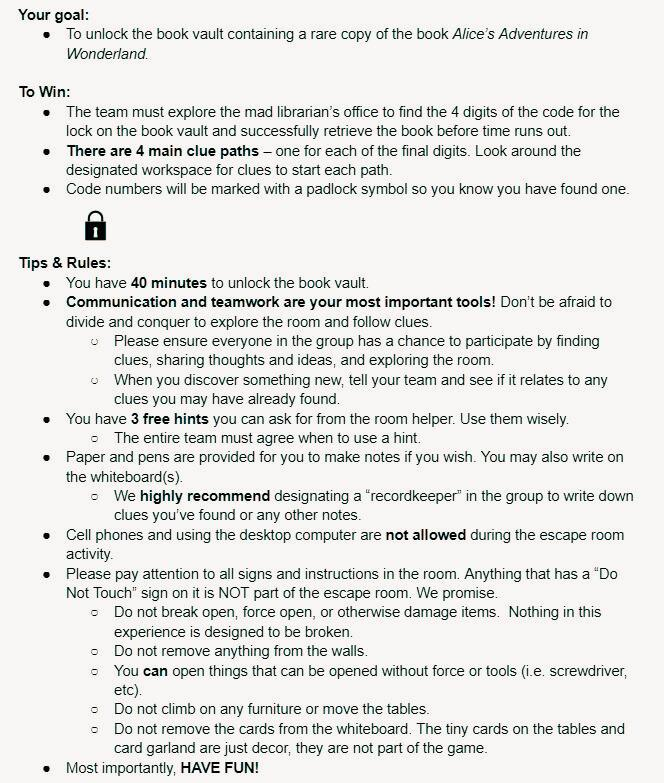 Your goal:
● To unlock the book vault containing a rare copy of the book Alice's Adventures in
Wonderland.
To Win:
● The team must explore the mad librarian's office to find the 4 digits of the code for the
lock on the book vault and successfully retrieve the book before time runs out.
● There are 4 main clue paths – one for each of the final digits. Look around the
designated workspace for clues to start each path.
● Code numbers will be marked with a padlock symbol so you know you have found one.
Tips & Rules:
● You have 40 minutes to unlock the book vault.
● Communication and teamwork are your most important tools! Don't be afraid to
divide and conquer to explore the room and follow clues.
○ Please ensure everyone in the group has a chance to participate by finding
clues, sharing thoughts and ideas, and exploring the room.
○ When you discover something new, tell your team and see if it relates to any
clues you may have already found.
● You have 3 free hints you can ask for from the room helper. Use them wisely.
○ The entire team must agree when to use a hint.
● Paper and pens are provided for you to make notes if you wish. You may also write on
the whiteboard(s).
○ We highly recommend designating a "recordkeeper" in the group to write down
clues you've found or any other notes.
● Cell phones and using the desktop computer are not allowed during the escape room
activity.
● Please pay attention to all signs and instructions in the room. Anything that has a "Do
Not Touch" sign on it is NOT part of the escape room. We promise.
○ Do not break open, force open, or otherwise damage items.  Nothing in this
experience is designed to be broken.
○ Do not remove anything from the walls.
○ You can open things that can be opened without force or tools (i.e. screwdriver,
etc).
○ Do not climb on any furniture or move the tables.
○ Do not remove the cards from the whiteboard. The tiny cards on the tables and
card garland are just decor, they are not part of the game.
● Most importantly, HAVE FUN!